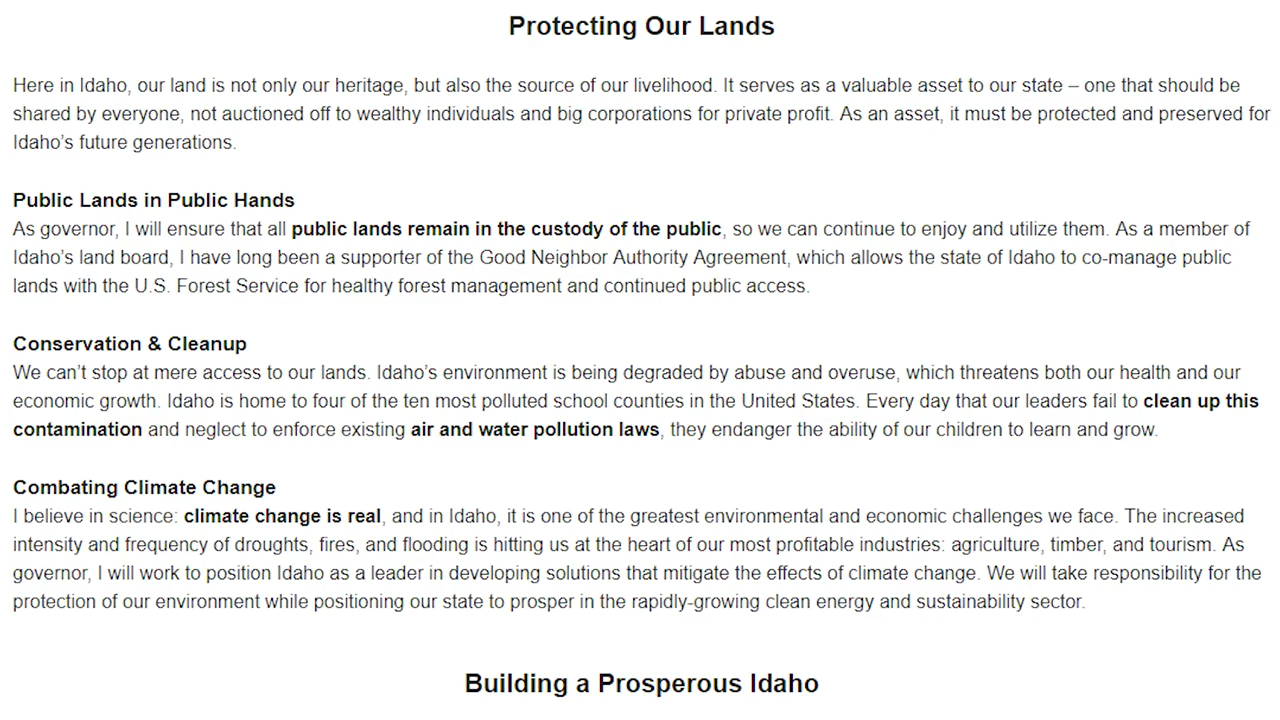 Protecting Our Lands
Here in Idaho, our land is not only our heritage, but also the source of our livelihood. It serves as a valuable asset to our state – one that should be
shared by everyone, not auctioned off to wealthy individuals and big corporations for private profit. As an asset, it must be protected and preserved for
Idaho’s future generations.
Public Lands in Public Hands
As governor, I will ensure that all public lands remain in the custody of the public, so we can continue to enjoy and utilize them. As a member of
Idaho’s land board, I have long been a supporter of the Good Neighbor Authority Agreement, which allows the state of Idaho to co-manage public
lands with the U.S. Forest Service for healthy forest management and continued public access.
Conservation & Cleanup
We can’t stop at mere access to our lands. Idaho’s environment is being degraded by abuse and overuse, which threatens both our health and our
economic growth. Idaho is home to four of the ten most polluted school counties in the United States. Every day that our leaders fail to clean up this
contamination and neglect to enforce existing air and water pollution laws, they endanger the ability of our children to learn and grow.
Combating Climate Change
I believe in science: climate change is real, and in Idaho, it is one of the greatest environmental and economic challenges we face. The increased
intensity and frequency of droughts, fires, and flooding is hitting us at the heart of our most profitable industries: agriculture, timber, and tourism. As
governor, I will work to position Idaho as a leader in developing solutions that mitigate the effects of climate change. We will take responsibility for the
protection of our environment while positioning our state to prosper in the rapidly-growing clean energy and sustainability sector.
Building a Prosperous Idaho